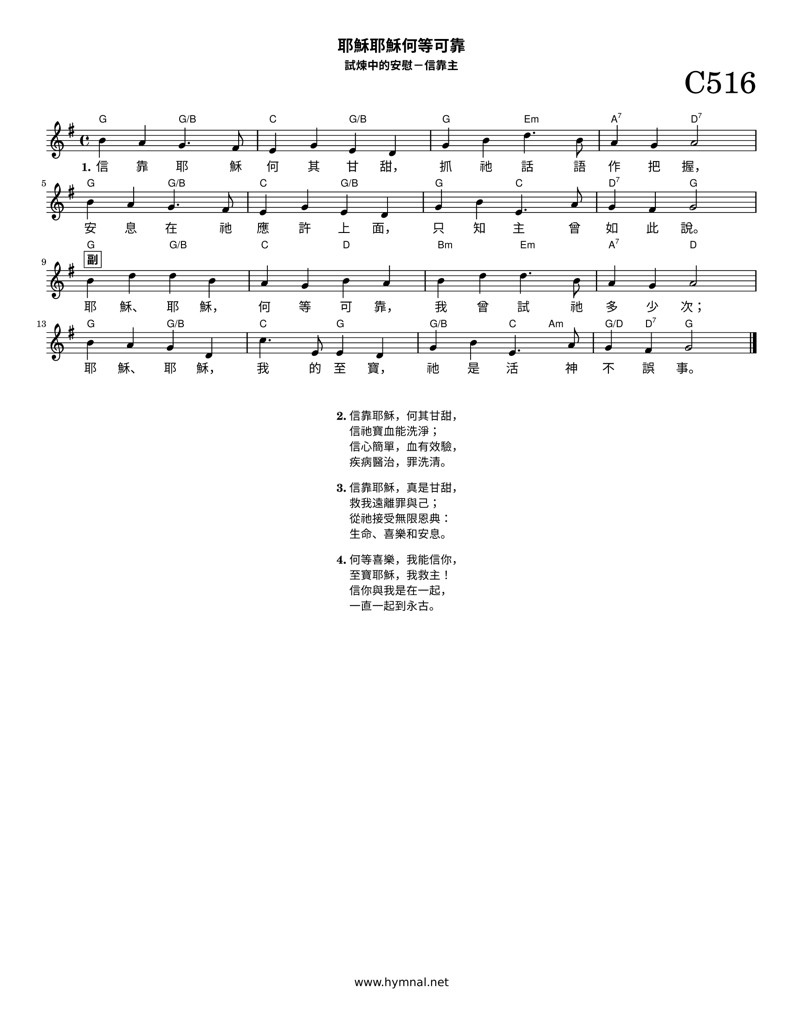 耶穌耶穌何等可靠
試煉中的安慰－信靠主
C516
G G/B C G/B G Em A7 D7
1. 信 靠 耶 穌 何 其 甘 甜， 抓 祂 話 語 作 把 握，
5 G G/B C G/B G C D7 G
安 息 在 祂 應 許 上 面， 只 知 主 曾 如 此 說。
G G/B C D Bm Em A7 D
9 副
耶 穌、 耶 穌， 何 等 可 靠， 我 曾 試 祂 多 少 次；
13 G G/B C G G/B C Am G/D D7 G
耶 穌、 耶 穌， 我 的 至 寶， 祂 是 活 神 不 誤 事。
2. 信靠耶穌，何其甘甜，
信祂寶血能洗淨；
信心簡單，血有效驗，
疾病醫治，罪洗清。
3. 信靠耶穌，真是甘甜，
救我遠離罪與己；
從祂接受無限恩典：
生命、喜樂和安息。
4. 何等喜樂，我能信你，
至寶耶穌，我救主！
信你與我是在一起，
一直一起到永古。
www.hymnal.net